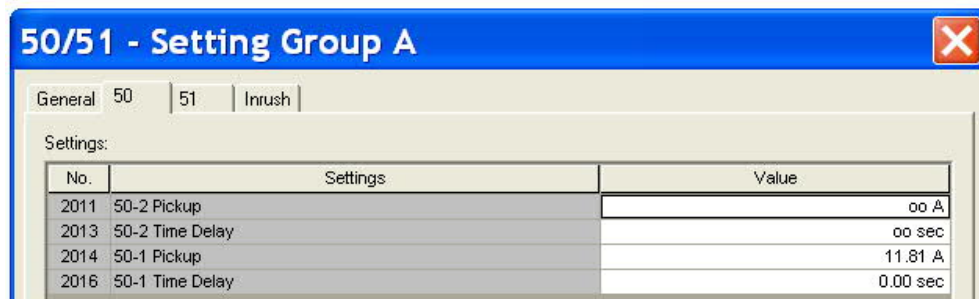 50/51 - Setting Group A
General 50 51 Inrush
Settings:
No. Settings Value
2011 50-2 Pickup oo A
2013 50-2 Time Delay oo sec
2014 50-1 Pickup 11.81 A
2016 50-1 Time Delay 0.00 sec